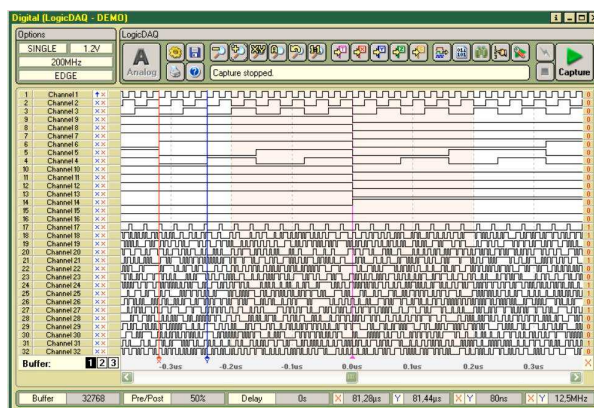 Digital (LogicDAQ - DEMO)
Options
SINGLE 1.2V
200MHz
EDGE
LogicDAQ
A
Analog
Capture stopped.
Capture
1 Channel 1
2 Channel 2
3 Channel 3
9 Channel 9
8 Channel 8
7 Channel 7
6 Channel 6
5 Channel 5
4 Channel 4
10 Channel 10
11 Channel 11
12 Channel 12
13 Channel 13
14 Channel 14
15 Channel 15
16 Channel 16
17 Channel 17
18 Channel 18
19 Channel 19
20 Channel 20
21 Channel 21
22 Channel 22
23 Channel 23
24 Channel 24
25 Channel 25
26 Channel 26
27 Channel 27
28 Channel 28
29 Channel 29
30 Channel 30
31 Channel 31
32 Channel 32
Buffer: 1 2 3
-0.3us -0.2us -0.1us 0.0us 0.1us 0.2us 0.3us
Buffer 32768 Pre/Post 50% Delay 0s X 81,28µs Y 81,44µs X Y 80ns X Y 12,5MHz